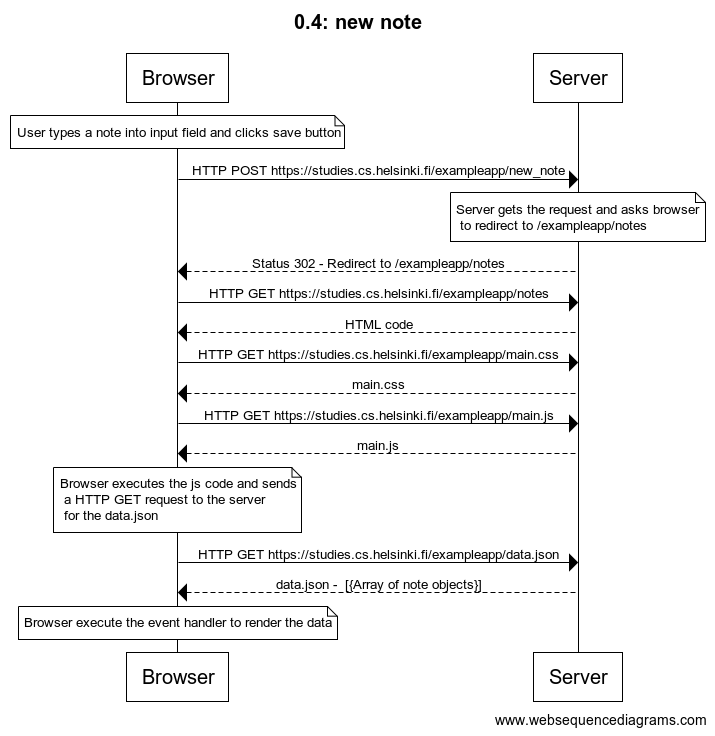 0.4: new note
Browser
Server
User types a note into input field and clicks save button
HTTP POST https://studies.cs.helsinki.fi/exampleapp/new_note
Server gets the request and asks browser
to redirect to /exampleapp/notes
Status 302 - Redirect to /exampleapp/notes
HTTP GET https://studies.cs.helsinki.fi/exampleapp/notes
HTML code
HTTP GET https://studies.cs.helsinki.fi/exampleapp/main.css
main.css
HTTP GET https://studies.cs.helsinki.fi/exampleapp/main.js
main.js
Browser executes the js code and sends
a HTTP GET request to the server
for the data.json
HTTP GET https://studies.cs.helsinki.fi/exampleapp/data.json
data.json - [{Array of note objects}]
Browser execute the event handler to render the data
Browser
Server
www.websequencediagrams.com